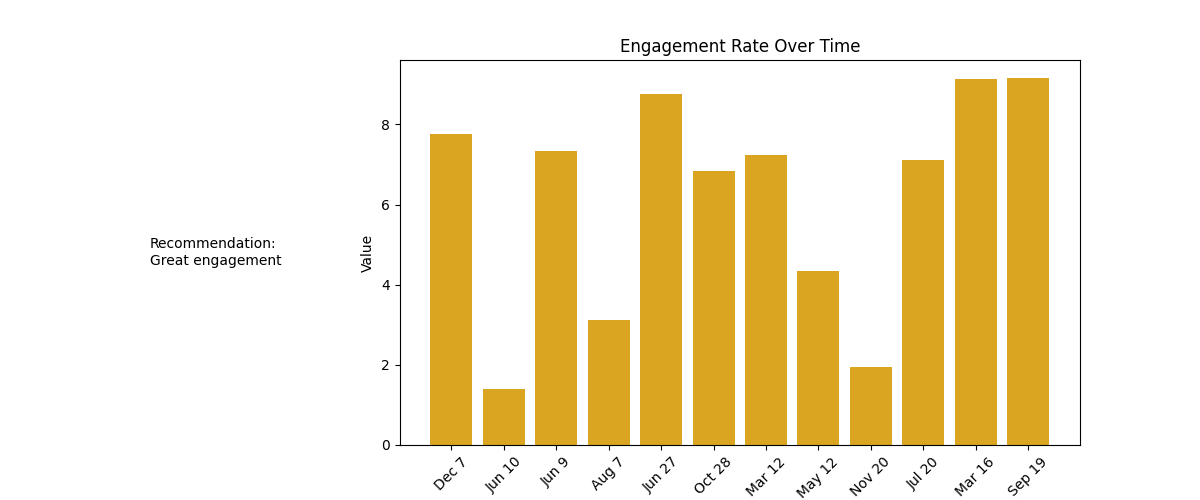 Engagement Rate Over Time
Recommendation:
Great engagement
Value
8
6
4
2
0
Dec 7
Jun 10
Jun 9
Aug 7
Jun 27
Oct 28
Mar 12
May 12
Nov 20
Jul 20
Mar 16
Sep 19